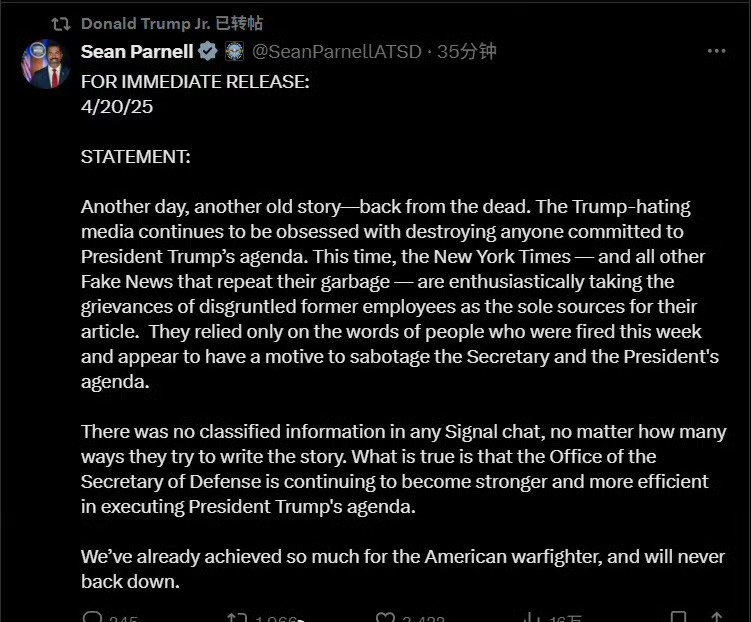 Donald Trump Jr. 已转帖
Sean Parnell @SeanParnellATSD · 35分钟
FOR IMMEDIATE RELEASE:
4/20/25
STATEMENT:
Another day, another old story—back from the dead. The Trump-hating
media continues to be obsessed with destroying anyone committed to
President Trump’s agenda. This time, the New York Times — and all other
Fake News that repeat their garbage — are enthusiastically taking the
grievances of disgruntled former employees as the sole sources for their
article.  They relied only on the words of people who were fired this week
and appear to have a motive to sabotage the Secretary and the President's
agenda.
There was no classified information in any Signal chat, no matter how many
ways they try to write the story. What is true is that the Office of the
Secretary of Defense is continuing to become stronger and more efficient
in executing President Trump's agenda.
We’ve already achieved so much for the American warfighter, and will never
back down.